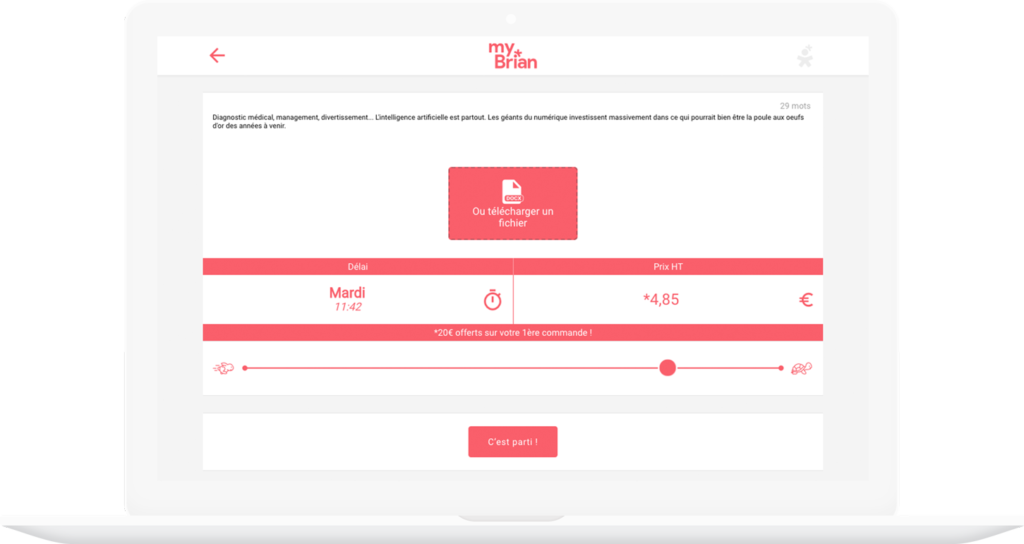 my
Brian
29 mots
Diagnostic médical, management, divertissement... L'intelligence artificielle est partout. Les géants du numérique investissent massivement dans ce qui pourrait bien être la poule aux oeufs
d'or des années à venir.
DOCX
Ou télécharger un
fichier
Délai
Prix HT
Mardi
11:42
*4,85
€
*20€ offerts sur votre 1ère commande !
C'est parti !